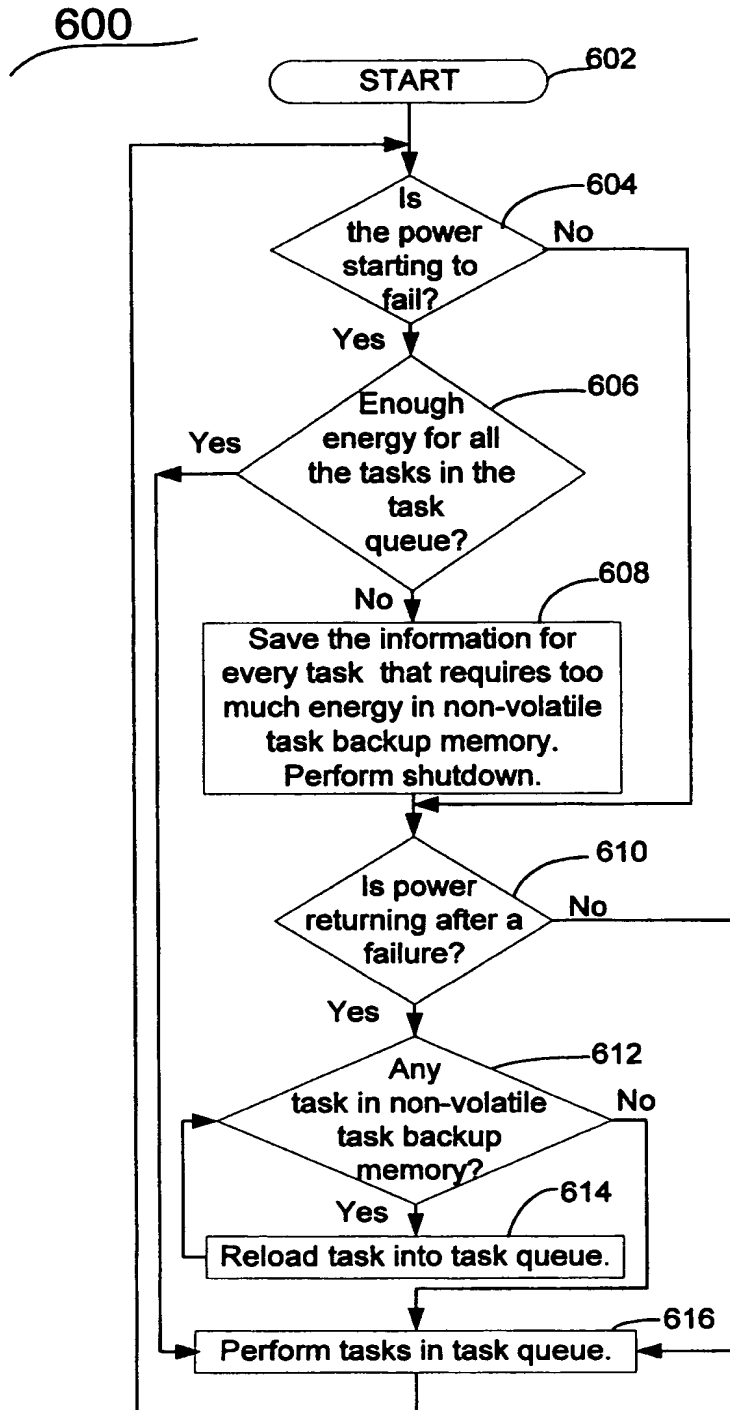 600
START
602
604
Is
the power
starting to
fail?
No
Yes
606
Enough
energy for all
the tasks in the
task
queue?
Yes
No
608
Save the information for
every task that requires too
much energy in non-volatile
task backup memory.
Perform shutdown.
610
Is power
returning after a
failure?
No
Yes
612
Any
task in non-volatile
task backup
memory?
No
Yes
614
Reload task into task queue.
616
Perform tasks in task queue.